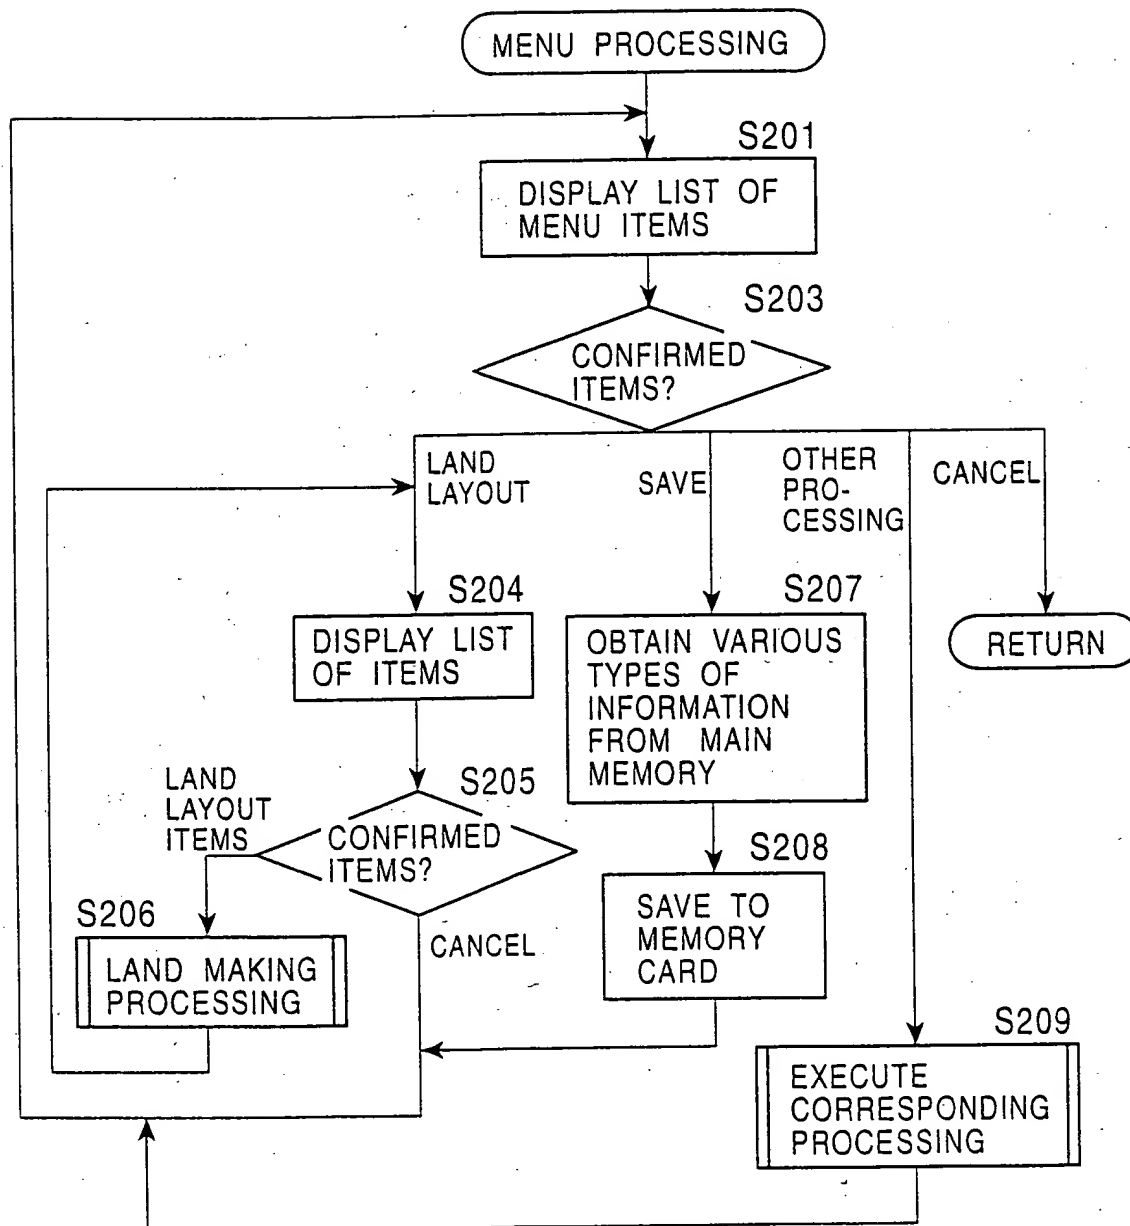 MENU PROCESSING
S201
DISPLAY LIST OF
MENU ITEMS
S203
CONFIRMED
ITEMS?
LAND
LAYOUT
SAVE
OTHER
PRO-
CESSING
CANCEL
S204
DISPLAY LIST
OF ITEMS
S207
OBTAIN VARIOUS
TYPES OF
INFORMATION
FROM MAIN
MEMORY
RETURN
S205
CONFIRMED
ITEMS?
LAND
LAYOUT
ITEMS
CANCEL
S206
LAND MAKING
PROCESSING
S208
SAVE TO
MEMORY
CARD
S209
EXECUTE
CORRESPONDING
PROCESSING